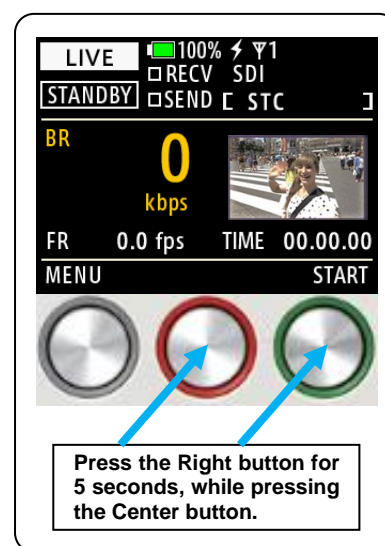 LIVE 100% 1
RECV SDI
STANDBY SEND [ STC ]
BR 0
kbps
FR 0.0 fps TIME 00.00.00
MENU START
Press the Right button for
5 seconds, while pressing
the Center button.